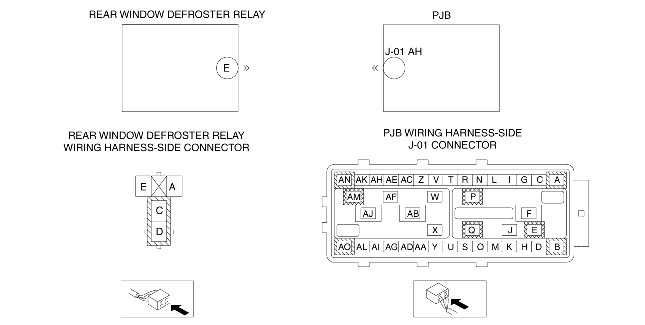 REAR WINDOW DEFROSTER RELAY
PJB
E
J-01 AH
REAR WINDOW DEFROSTER RELAY
WIRING HARNESS-SIDE CONNECTOR
PJB WIRING HARNESS-SIDE
J-01 CONNECTOR
E A
C
D
AN AK AH AE AC Z V T R N L I G C A
AM AF W P
AJ AB F
X Q J E
AO AL AI AG AD AA Y U S O M K H D B